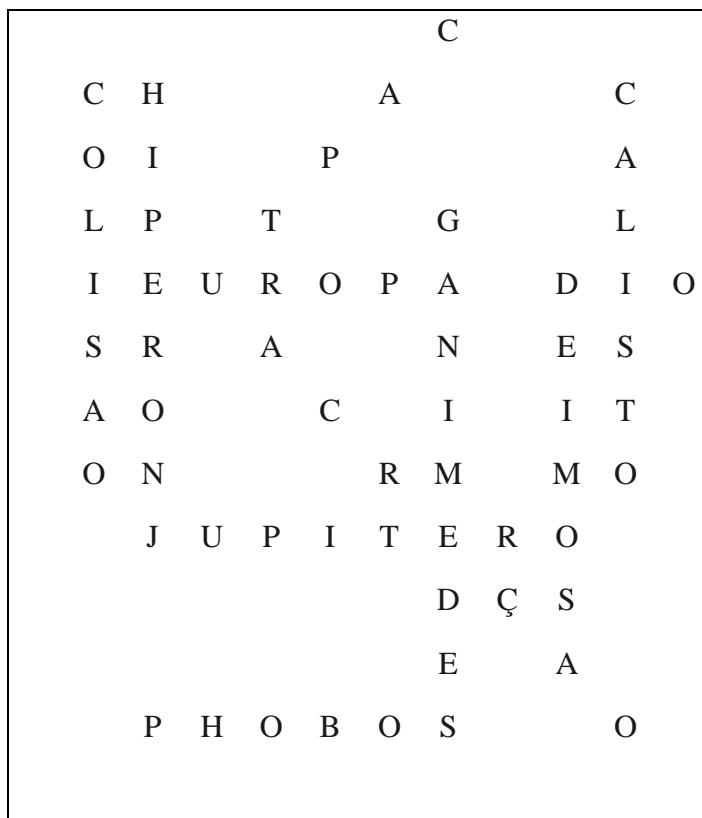 C
C H A C
O I P A
L P T G L
I E U R O P A D I O
S R A N E S
A O C I I T
O N R M M O
J U P I T E R O
D Ç S
E A
P H O B O S O